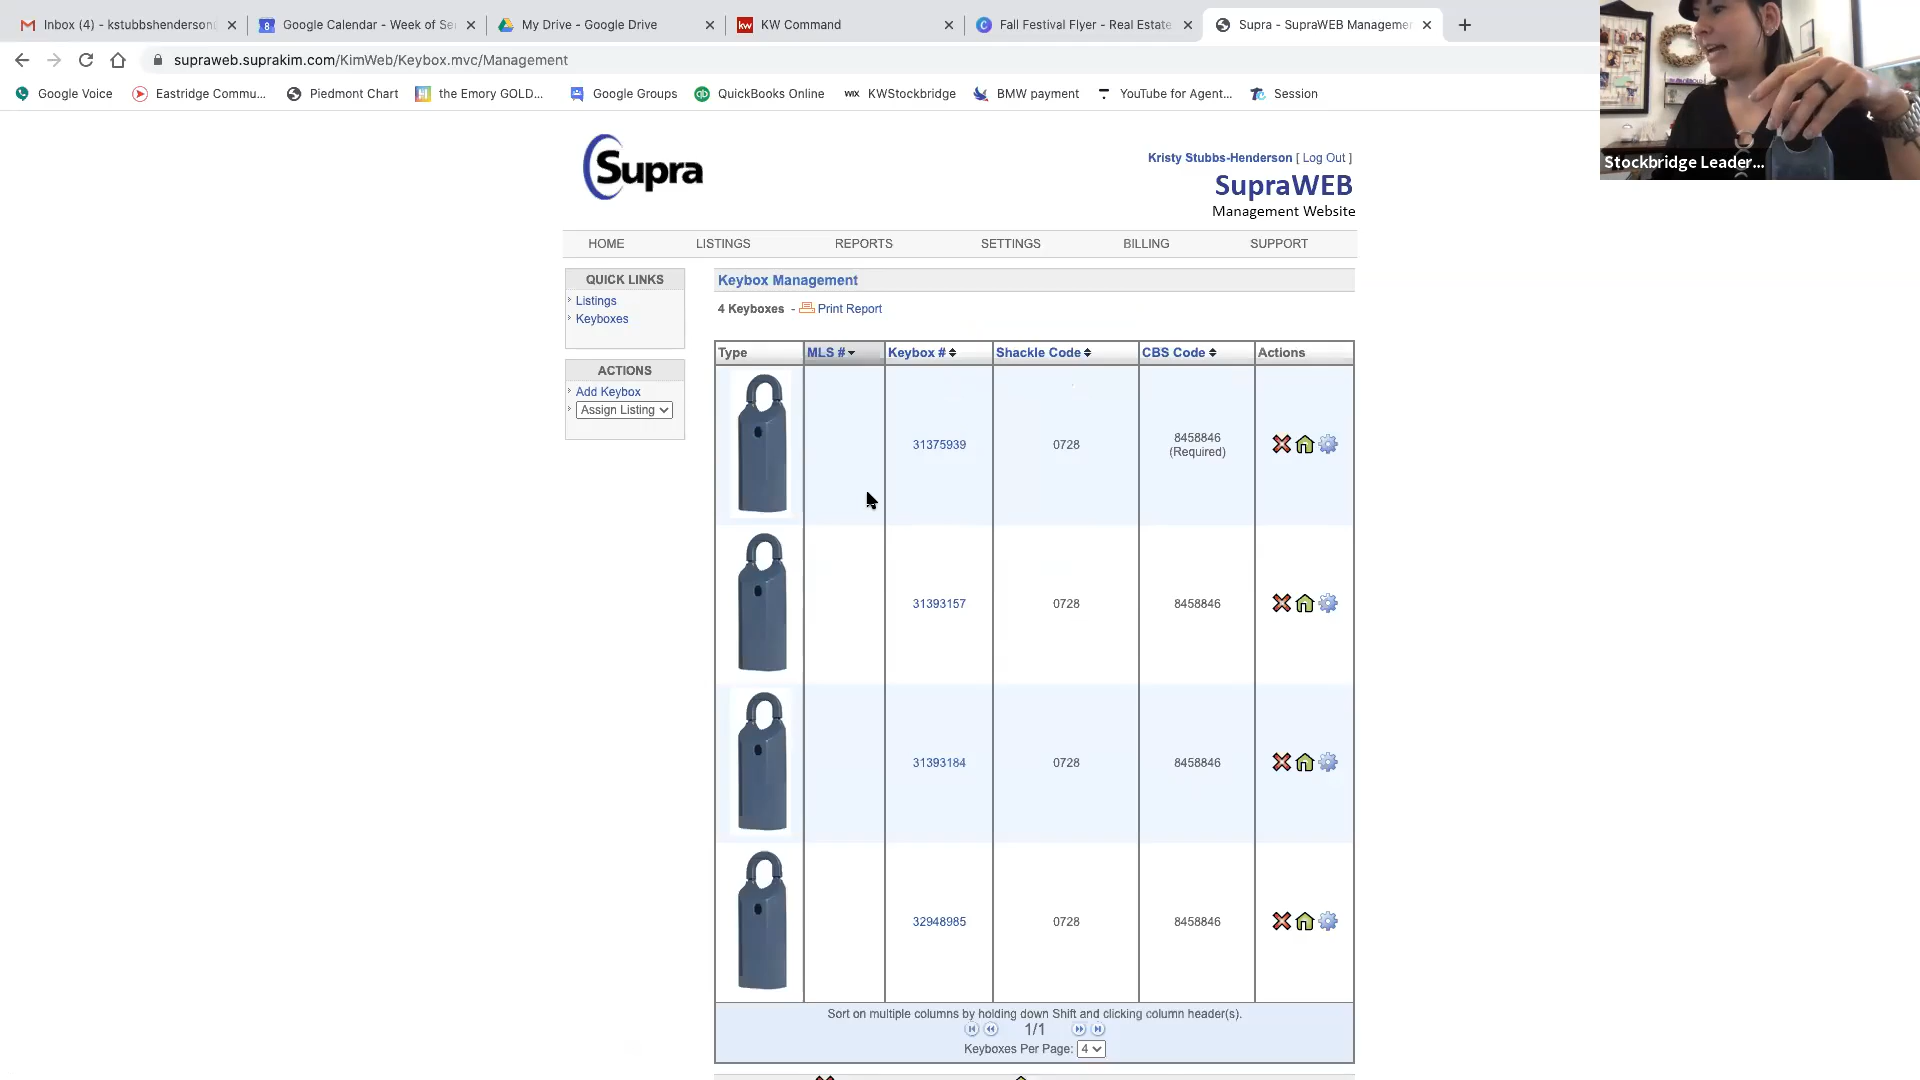 Inbox (4) - kstubbshenderson
Google Calendar - Week of Se
My Drive - Google Drive
KW Command
Fall Festival Flyer - Real Estate
Supra - SupraWEB Managemen
supraweb.suprakim.com/KimWeb/Keybox.mvc/Management
Google Voice
Eastridge Commu...
Piedmont Chart
the Emory GOLD...
Google Groups
QuickBooks Online
WIX KWStockbridge
BMW payment
YouTube for Agent...
Session
Stockbridge Leader...
Supra
Kristy Stubbs-Henderson [ Log Out ]
SupraWEB
Management Website
HOME LISTINGS REPORTS SETTINGS BILLING SUPPORT
QUICK LINKS
Listings
Keyboxes
ACTIONS
Add Keybox
Assign Listing
Keybox Management
4 Keyboxes - Print Report
Type MLS # Keybox # Shackle Code CBS Code Actions
31375939 0728 8458846
(Required)
31393157 0728 8458846
31393184 0728 8458846
32948985 0728 8458846
Sort on multiple columns by holding down Shift and clicking column header(s).
1/1
Keyboxes Per Page: 4